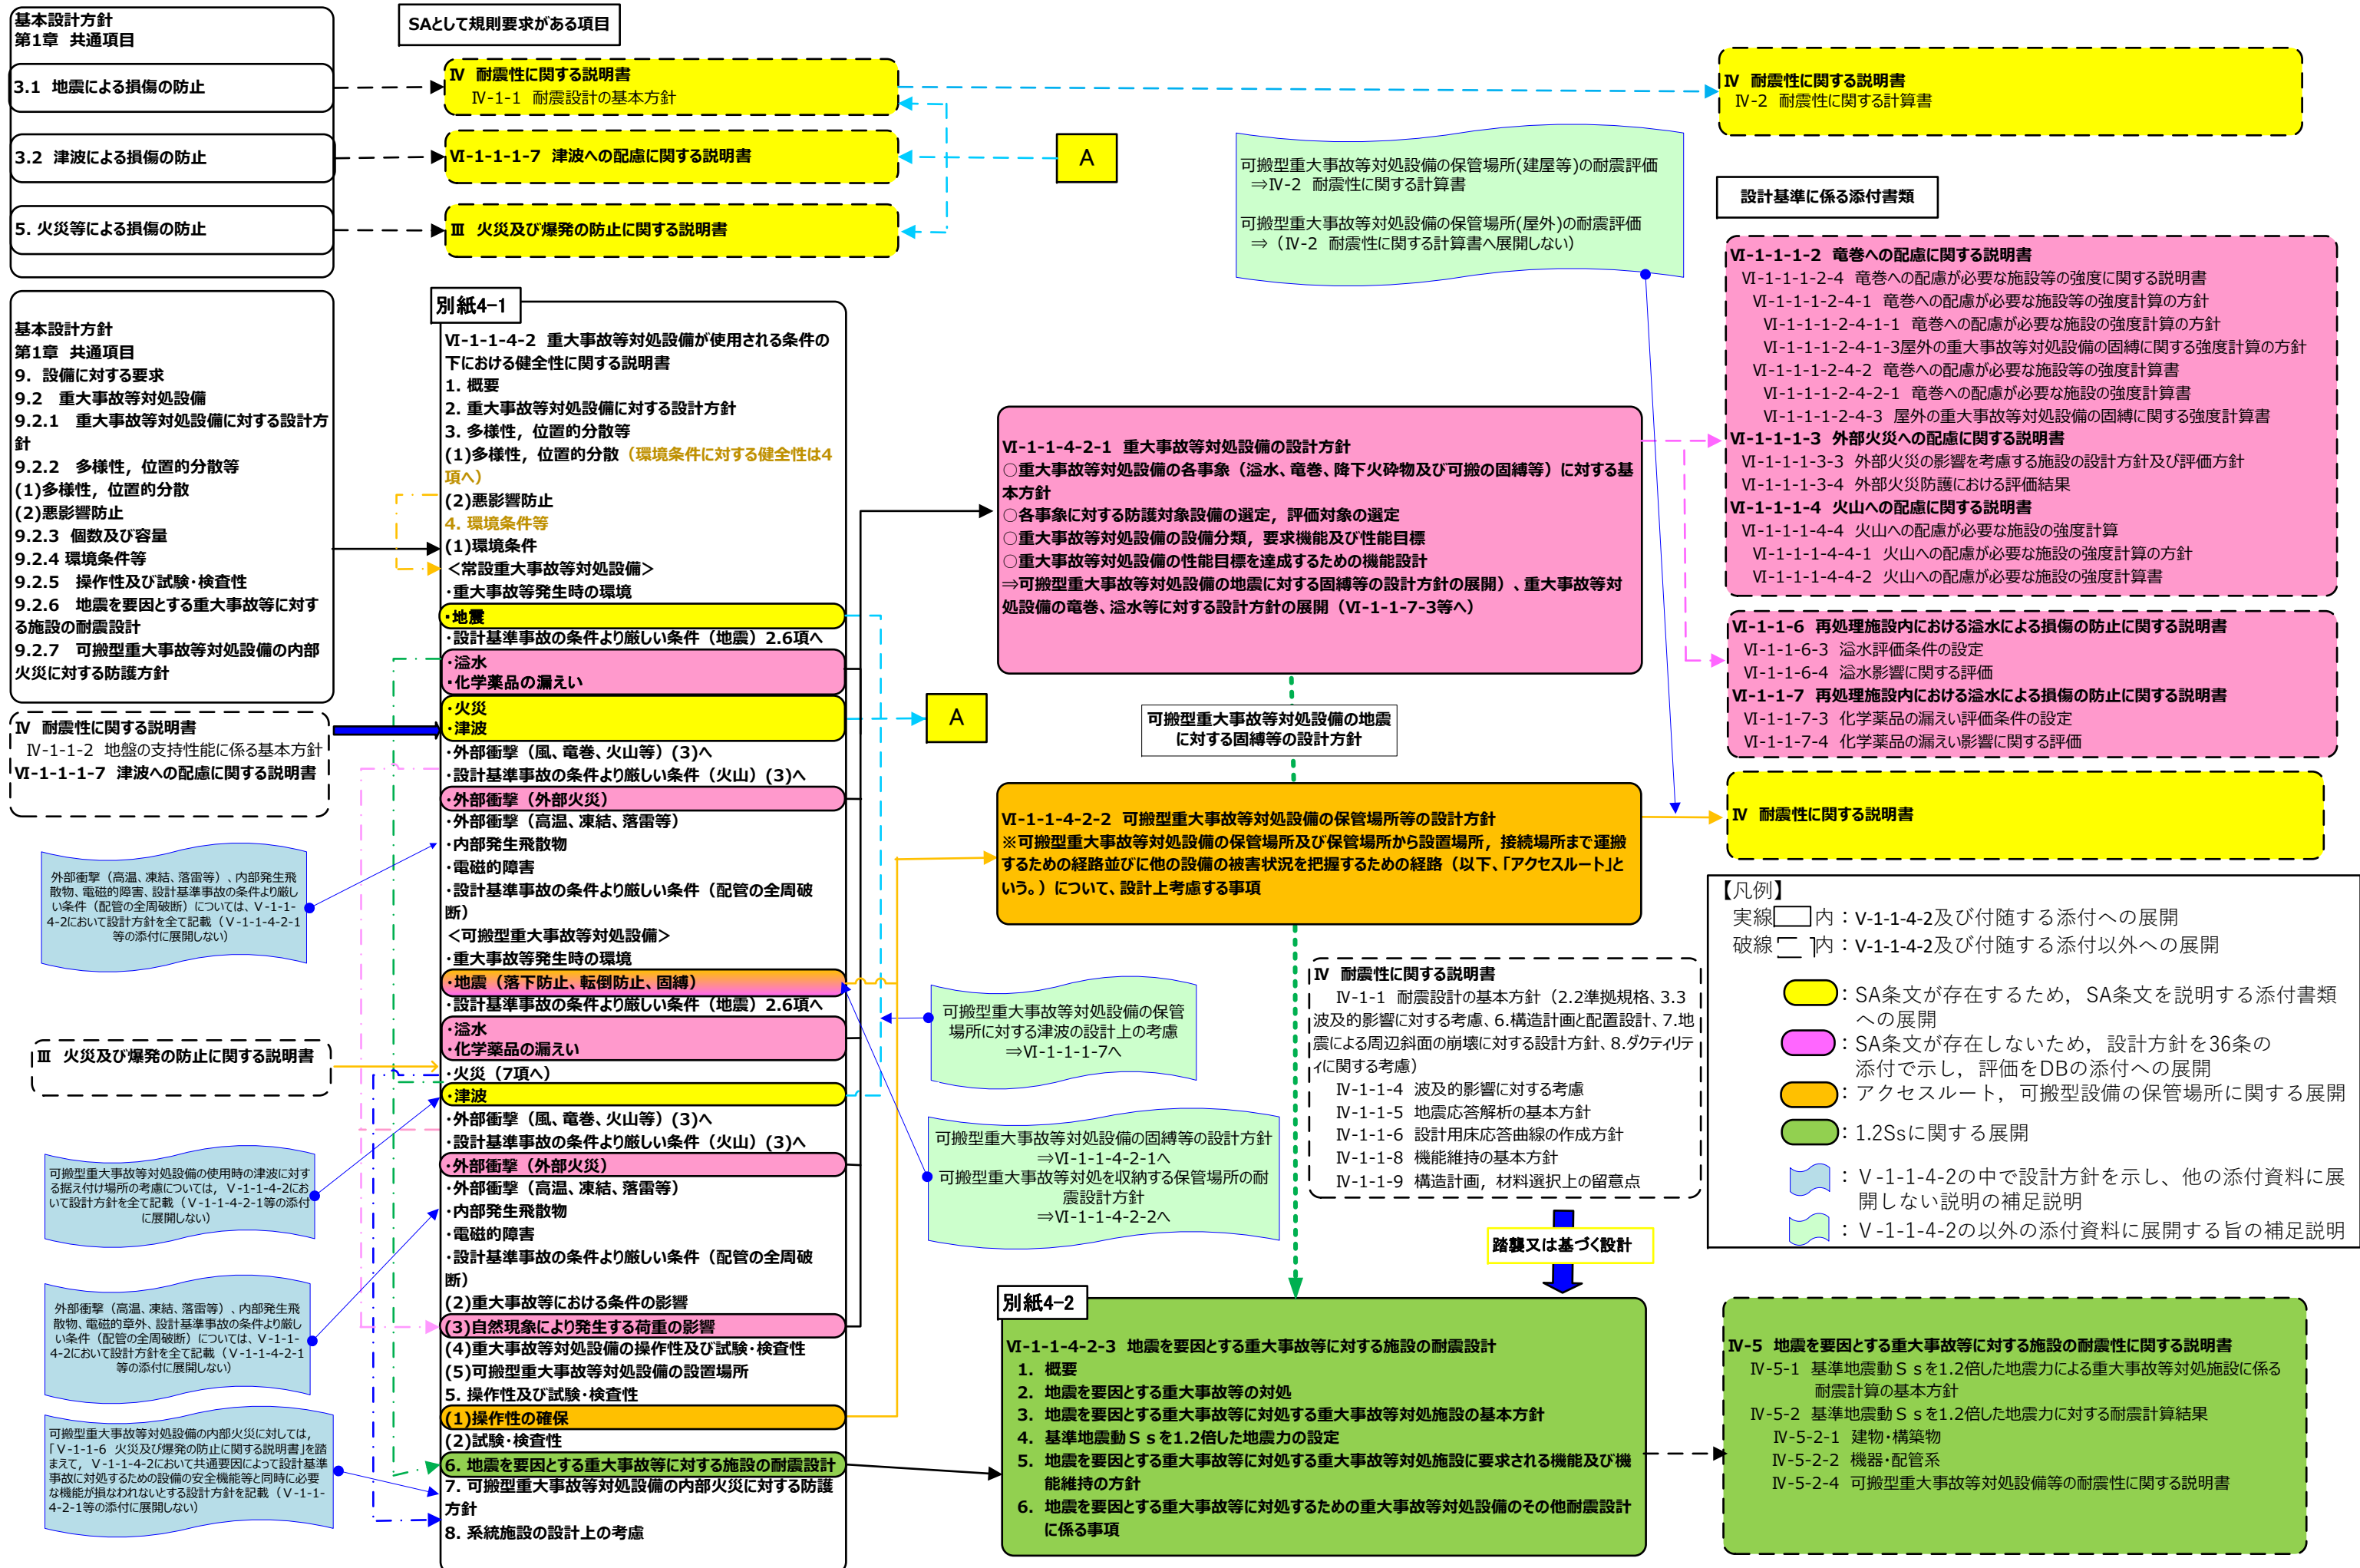 基本設計方針
第1章 共通項目
3.1 地震による損傷の防止
3.2 津波による損傷の防止
5. 火災等による損傷の防止
SAとして規則要求がある項目
Ⅳ 耐震性に関する説明書
Ⅳ-1-1 耐震設計の基本方針
Ⅵ-1-1-1-7 津波への配慮に関する説明書
Ⅲ 火災及び爆発の防止に関する説明書
A
可搬型重大事故等対処設備の保管場所(建屋等)の耐震評価
⇒Ⅳ-2 耐震性に関する計算書
可搬型重大事故等対処設備の保管場所(屋外)の耐震評価
⇒（Ⅳ-2 耐震性に関する計算書へ展開しない）
Ⅳ 耐震性に関する説明書
Ⅳ-2 耐震性に関する計算書
設計基準に係る添付書類
基本設計方針
第1章 共通項目
9. 設備に対する要求
9.2 重大事故等対処設備
9.2.1 重大事故等対処設備に対する設計方
針
9.2.2 多様性，位置的分散等
(1)多様性，位置的分散
(2)悪影響防止
9.2.3 個数及び容量
9.2.4 環境条件等
9.2.5 操作性及び試験・検査性
9.2.6 地震を要因とする重大事故等に対す
る施設の耐震設計
9.2.7 可搬型重大事故等対処設備の内部
火災に対する防護方針
Ⅳ 耐震性に関する説明書
Ⅳ-1-1-2 地盤の支持性能に係る基本方針
Ⅵ-1-1-1-7 津波への配慮に関する説明書
外部衝撃（高温、凍結、落雷等）、内部発生飛
散物、電磁的障害、設計基準事故の条件より厳し
い条件（配管の全周破断）については、Ⅴ-1-1-
4-2において設計方針を全て記載（Ⅴ-1-1-4-2-1
等の添付に展開しない）
Ⅲ 火災及び爆発の防止に関する説明書
可搬型重大事故等対処設備の使用時の津波に対す
る据え付け場所の考慮については，Ⅴ-1-1-4-2にお
いて設計方針を全て記載（Ⅴ-1-1-4-2-1等の添付
に展開しない）
外部衝撃（高温、凍結、落雷等）、内部発生飛
散物、電磁的章外、設計基準事故の条件より厳し
い条件（配管の全周破断）については、Ⅴ-1-1-
4-2において設計方針を全て記載（Ⅴ-1-1-4-2-1
等の添付に展開しない）
可搬型重大事故等対処設備の内部火災に対しては，
「Ⅴ-1-1-6 火災及び爆発の防止に関する説明書」を踏
まえて，Ⅴ-1-1-4-2において共通要因によって設計基準
事故に対処するための設備の安全機能等と同時に必要
な機能が損なわれないとする設計方針を記載（Ⅴ-1-1-
4-2-1等の添付に展開しない）
別紙4-1
Ⅵ-1-1-4-2 重大事故等対処設備が使用される条件の
下における健全性に関する説明書
1. 概要
2. 重大事故等対処設備に対する設計方針
3. 多様性，位置的分散等
(1)多様性，位置的分散（環境条件に対する健全性は4
項へ）
(2)悪影響防止
4. 環境条件等
(1)環境条件
＜常設重大事故等対処設備＞
・重大事故等発生時の環境
・地震
・設計基準事故の条件より厳しい条件（地震）2.6項へ
・溢水
・化学薬品の漏えい
・火災
・津波
・外部衝撃（風、竜巻、火山等）(3)へ
・設計基準事故の条件より厳しい条件（火山）(3)へ
・外部衝撃（外部火災）
・外部衝撃（高温、凍結、落雷等）
・内部発生飛散物
・電磁的障害
・設計基準事故の条件より厳しい条件（配管の全周破
断）
＜可搬型重大事故等対処設備＞
・重大事故等発生時の環境
・地震（落下防止、転倒防止、固縛）
・設計基準事故の条件より厳しい条件（地震）2.6項へ
・溢水
・化学薬品の漏えい
・火災（7項へ）
・津波
・外部衝撃（風、竜巻、火山等）(3)へ
・設計基準事故の条件より厳しい条件（火山）(3)へ
・外部衝撃（外部火災）
・外部衝撃（高温、凍結、落雷等）
・内部発生飛散物
・電磁的障害
・設計基準事故の条件より厳しい条件（配管の全周破
断）
(2)重大事故等における条件の影響
(3)自然現象により発生する荷重の影響
(4)重大事故等対処設備の操作性及び試験・検査性
(5)可搬型重大事故等対処設備の設置場所
5. 操作性及び試験・検査性
(1)操作性の確保
(2)試験・検査性
6. 地震を要因とする重大事故等に対する施設の耐震設計
7. 可搬型重大事故等対処設備の内部火災に対する防護
方針
8. 系統施設の設計上の考慮
A
Ⅵ-1-1-4-2-1 重大事故等対処設備の設計方針
○重大事故等対処設備の各事象（溢水、竜巻、降下火砕物及び可搬の固縛等）に対する基
本方針
○各事象に対する防護対象設備の選定，評価対象の選定
○重大事故等対処設備の設備分類，要求機能及び性能目標
○重大事故等対処設備の性能目標を達成するための機能設計
⇒可搬型重大事故等対処設備の地震に対する固縛等の設計方針の展開）、重大事故等対
処設備の竜巻、溢水等に対する設計方針の展開（Ⅵ-1-1-7-3等へ）
可搬型重大事故等対処設備の地震
に対する固縛等の設計方針
Ⅵ-1-1-4-2-2 可搬型重大事故等対処設備の保管場所等の設計方針
※可搬型重大事故等対処設備の保管場所及び保管場所から設置場所，接続場所まで運搬
するための経路並びに他の設備の被害状況を把握するための経路（以下、「アクセスルート」と
いう。）について、設計上考慮する事項
可搬型重大事故等対処設備の保管
場所に対する津波の設計上の考慮
⇒Ⅵ-1-1-1-7へ
可搬型重大事故等対処設備の固縛等の設計方針
⇒Ⅵ-1-1-4-2-1へ
可搬型重大事故等対処を収納する保管場所の耐
震設計方針
⇒Ⅵ-1-1-4-2-2へ
Ⅳ 耐震性に関する説明書
Ⅳ-1-1 耐震設計の基本方針（2.2準拠規格、3.3
波及的影響に対する考慮、6.構造計画と配置設計、7.地
震による周辺斜面の崩壊に対する設計方針、8.ダクティリテ
ィに関する考慮）
Ⅳ-1-1-4 波及的影響に対する考慮
Ⅳ-1-1-5 地震応答解析の基本方針
Ⅳ-1-1-6 設計用床応答曲線の作成方針
Ⅳ-1-1-8 機能維持の基本方針
Ⅳ-1-1-9 構造計画，材料選択上の留意点
踏襲又は基づく設計
別紙4-2
Ⅵ-1-1-4-2-3 地震を要因とする重大事故等に対する施設の耐震設計
1. 概要
2. 地震を要因とする重大事故等の対処
3. 地震を要因とする重大事故等に対処する重大事故等対処施設の基本方針
4. 基準地震動Ｓｓを1.2倍した地震力の設定
5. 地震を要因とする重大事故等に対処する重大事故等対処施設に要求される機能及び機
能維持の方針
6. 地震を要因とする重大事故等に対処するための重大事故等対処設備のその他耐震設計
に係る事項
Ⅵ-1-1-1-2 竜巻への配慮に関する説明書
Ⅵ-1-1-1-2-4 竜巻への配慮が必要な施設等の強度に関する説明書
Ⅵ-1-1-1-2-4-1 竜巻への配慮が必要な施設等の強度計算の方針
Ⅵ-1-1-1-2-4-1-1 竜巻への配慮が必要な施設の強度計算の方針
Ⅵ-1-1-1-2-4-1-3屋外の重大事故等対処設備の固縛に関する強度計算の方針
Ⅵ-1-1-1-2-4-2 竜巻への配慮が必要な施設等の強度計算書
Ⅵ-1-1-1-2-4-2-1 竜巻への配慮が必要な施設の強度計算書
Ⅵ-1-1-1-2-4-3 屋外の重大事故等対処設備の固縛に関する強度計算書
Ⅵ-1-1-1-3 外部火災への配慮に関する説明書
Ⅵ-1-1-1-3-3 外部火災の影響を考慮する施設の設計方針及び評価方針
Ⅵ-1-1-1-3-4 外部火災防護における評価結果
Ⅵ-1-1-1-4 火山への配慮に関する説明書
Ⅵ-1-1-1-4-4 火山への配慮が必要な施設の強度計算
Ⅵ-1-1-1-4-4-1 火山への配慮が必要な施設の強度計算の方針
Ⅵ-1-1-1-4-4-2 火山への配慮が必要な施設の強度計算書
Ⅵ-1-1-6 再処理施設内における溢水による損傷の防止に関する説明書
Ⅵ-1-1-6-3 溢水評価条件の設定
Ⅵ-1-1-6-4 溢水影響に関する評価
Ⅵ-1-1-7 再処理施設内における溢水による損傷の防止に関する説明書
Ⅵ-1-1-7-3 化学薬品の漏えい評価条件の設定
Ⅵ-1-1-7-4 化学薬品の漏えい影響に関する評価
Ⅳ 耐震性に関する説明書
【凡例】
実線 内：V-1-1-4-2及び付随する添付への展開
破線 内：V-1-1-4-2及び付随する添付以外への展開
：SA条文が存在するため，SA条文を説明する添付書類
への展開
：SA条文が存在しないため，設計方針を36条の
添付で示し，評価をDBの添付への展開
：アクセスルート，可搬型設備の保管場所に関する展開
：1.2Ssに関する展開
：Ⅴ-1-1-4-2の中で設計方針を示し、他の添付資料に展
開しない説明の補足説明
：Ⅴ-1-1-4-2の以外の添付資料に展開する旨の補足説明
Ⅳ-5 地震を要因とする重大事故等に対する施設の耐震性に関する説明書
Ⅳ-5-1 基準地震動Ｓｓを1.2倍した地震力による重大事故等対処施設に係る
耐震計算の基本方針
Ⅳ-5-2 基準地震動Ｓｓを1.2倍した地震力に対する耐震計算結果
Ⅳ-5-2-1 建物・構築物
Ⅳ-5-2-2 機器・配管系
Ⅳ-5-2-4 可搬型重大事故等対処設備等の耐震性に関する説明書